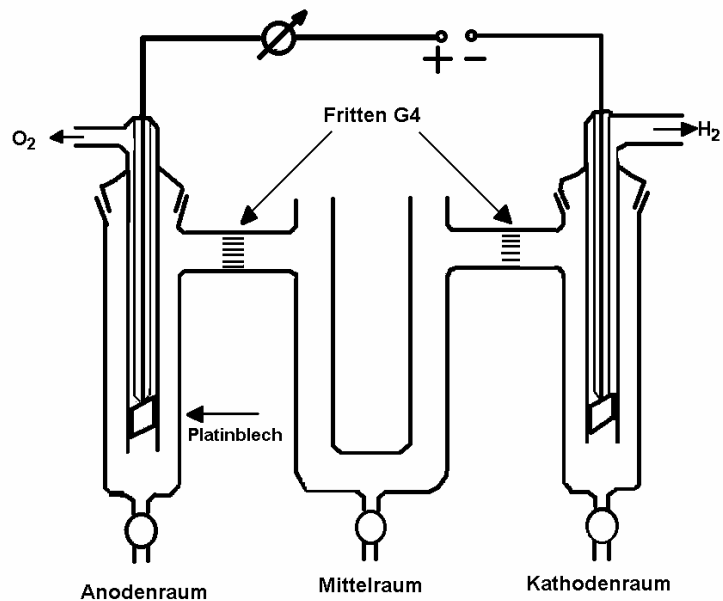 + −
Fritten G4
O2
H2
Platinblech
Anodenraum
Mittelraum
Kathodenraum